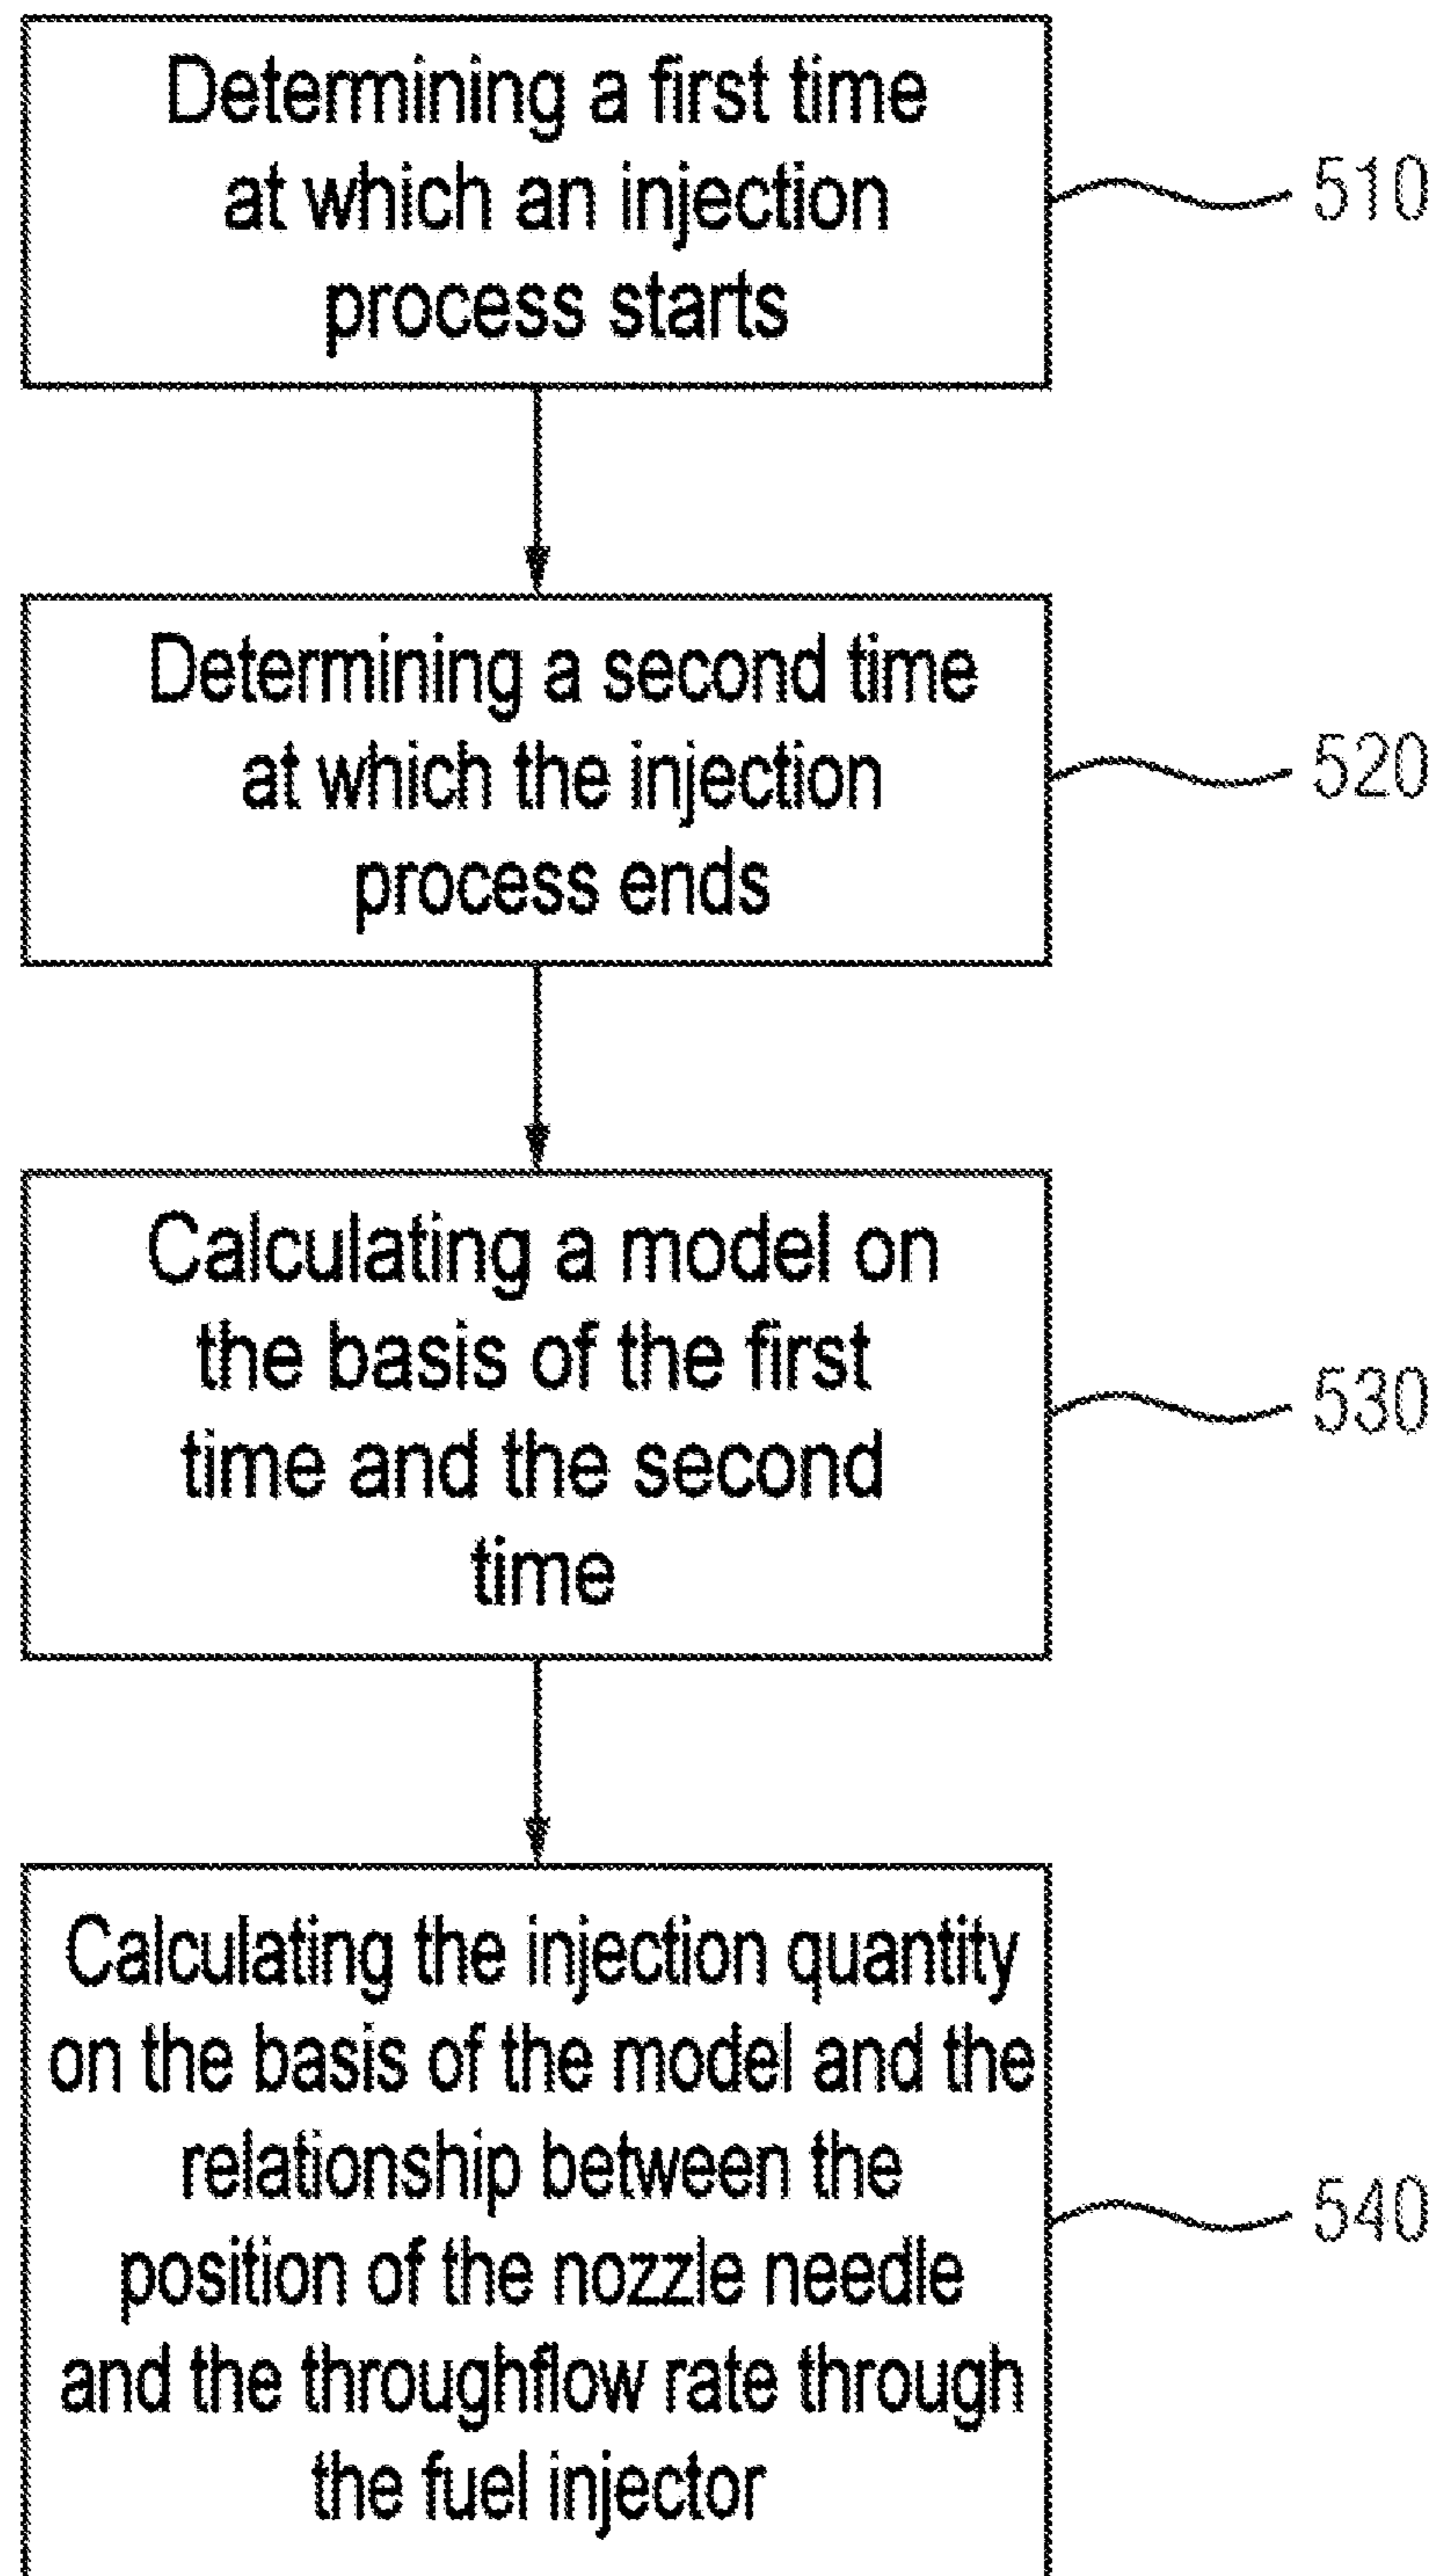 Determining a first time
at which an injection
process starts
510
Determining a second time
at which the injection
process ends
520
Calculating a model on
the basis of the first
time and the second
time
530
Calculating the injection quantity
on the basis of the model and the
relationship between the
position of the nozzle needle
and the throughflow rate through
the fuel injector
540